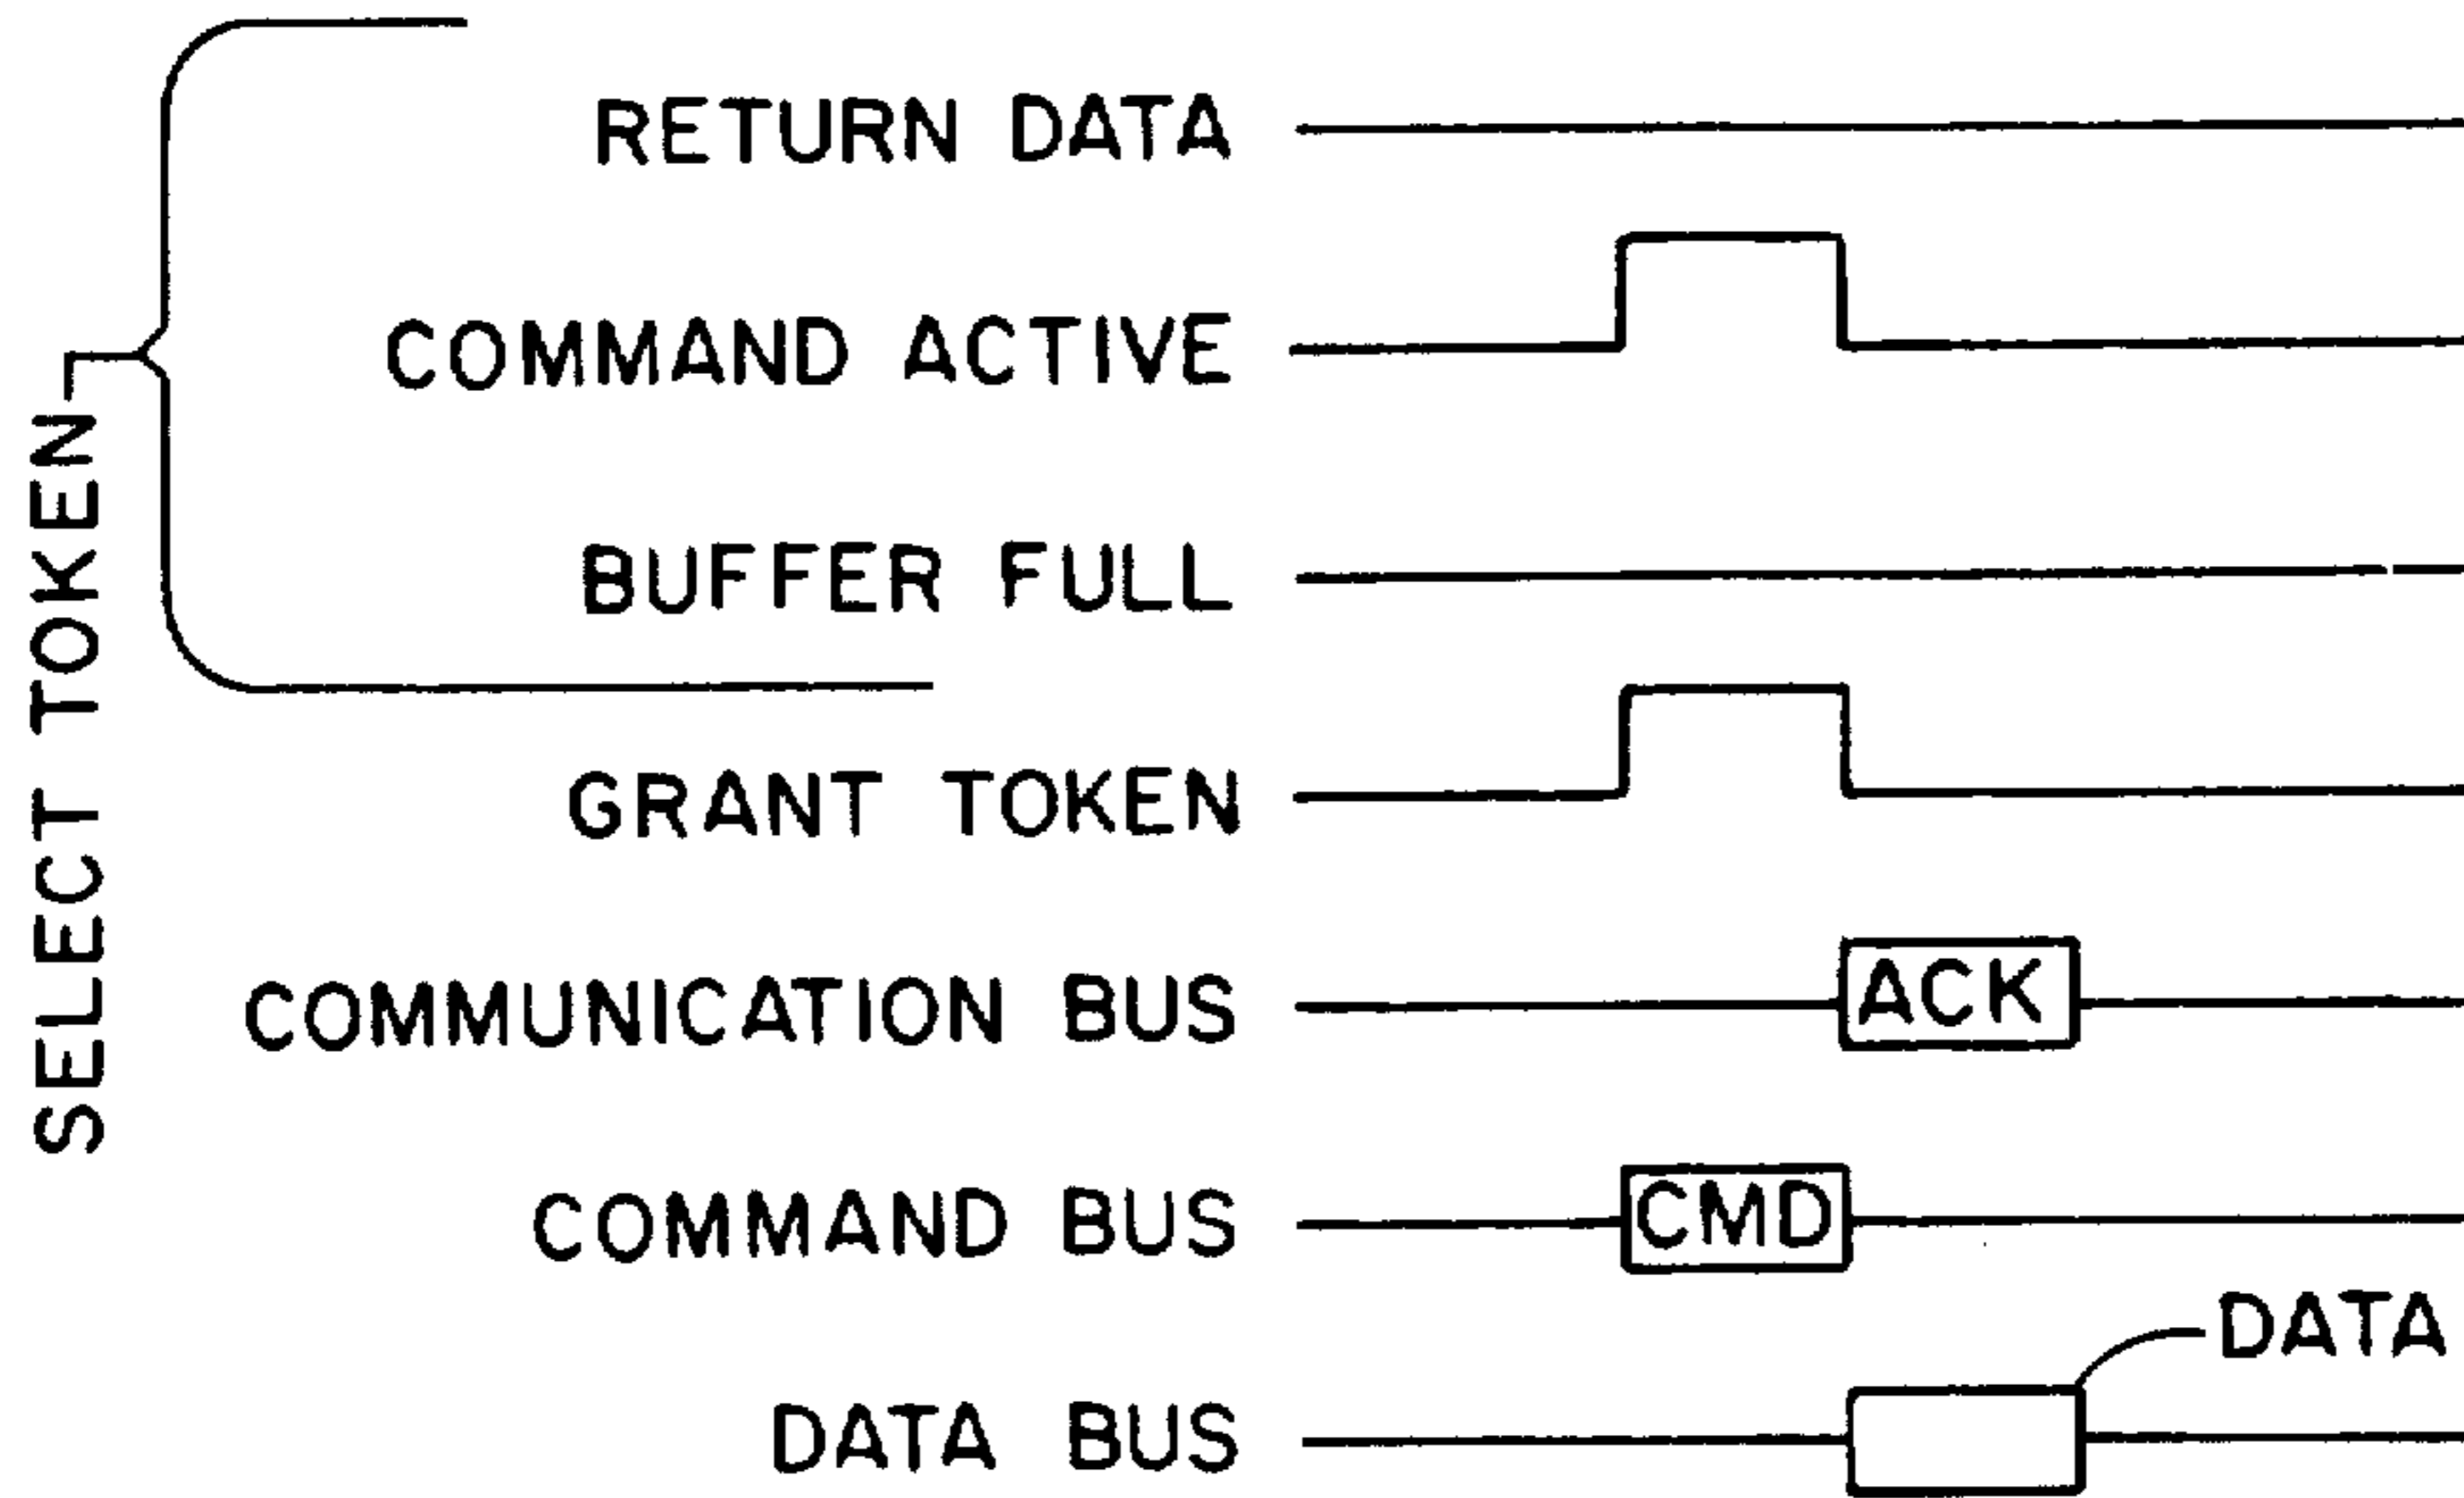 RETURN DATA
COMMAND ACTIVE
BUFFER FULL
SELECT TOKEN
GRANT TOKEN
COMMUNICATION BUS
ACK
COMMAND BUS
CMD
DATA
DATA BUS